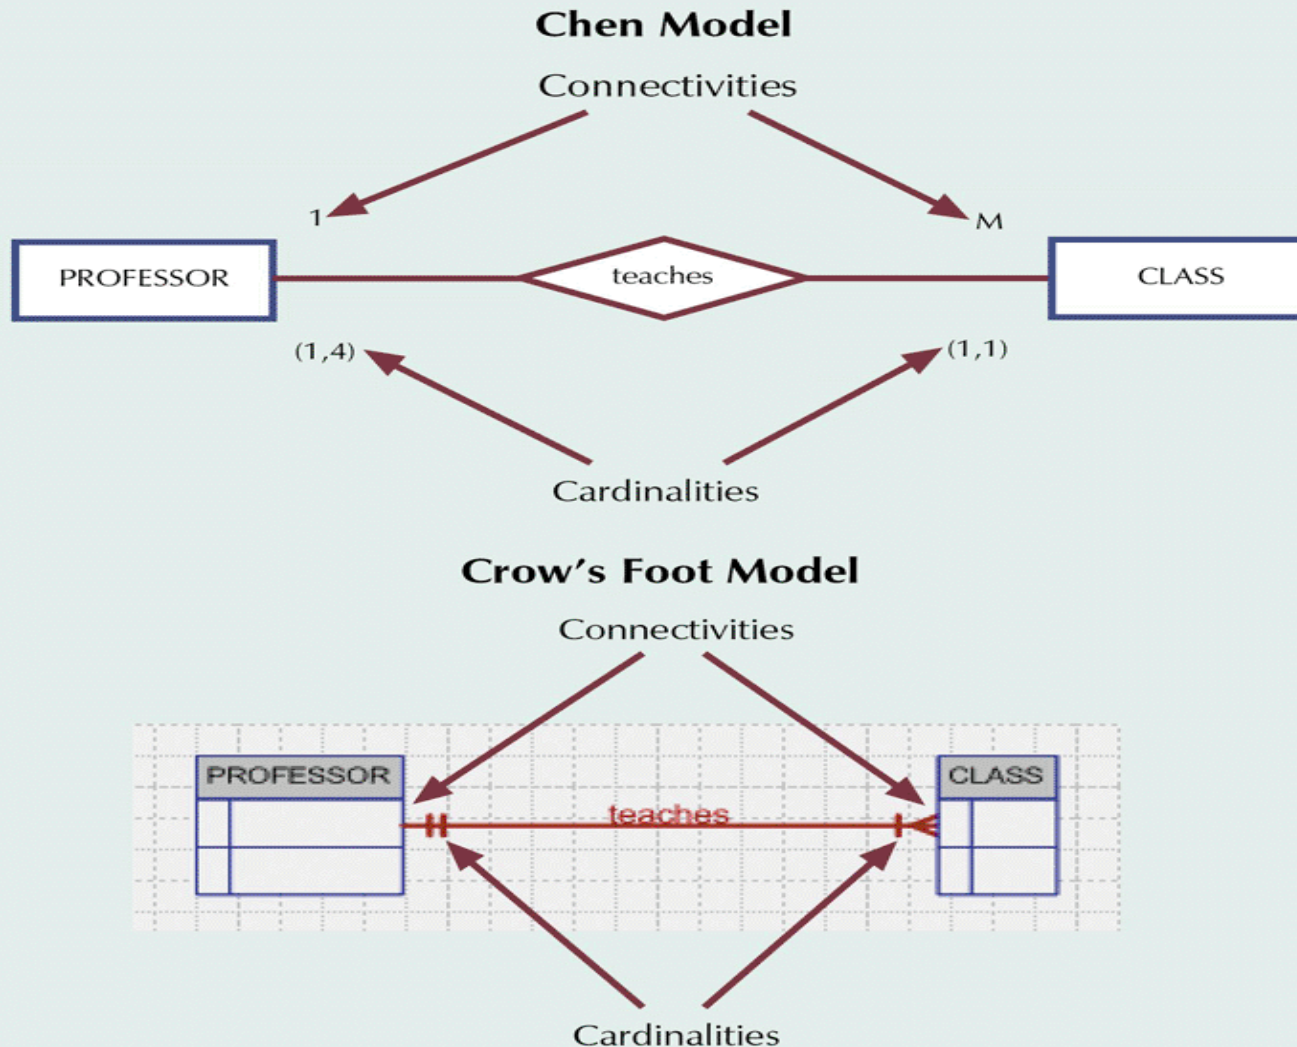 Chen Model
Connectivities
1
M
PROFESSOR
teaches
CLASS
(1,4)
(1,1)
Cardinalities
Crow’s Foot Model
Connectivities
PROFESSOR
CLASS
teaches
Cardinalities